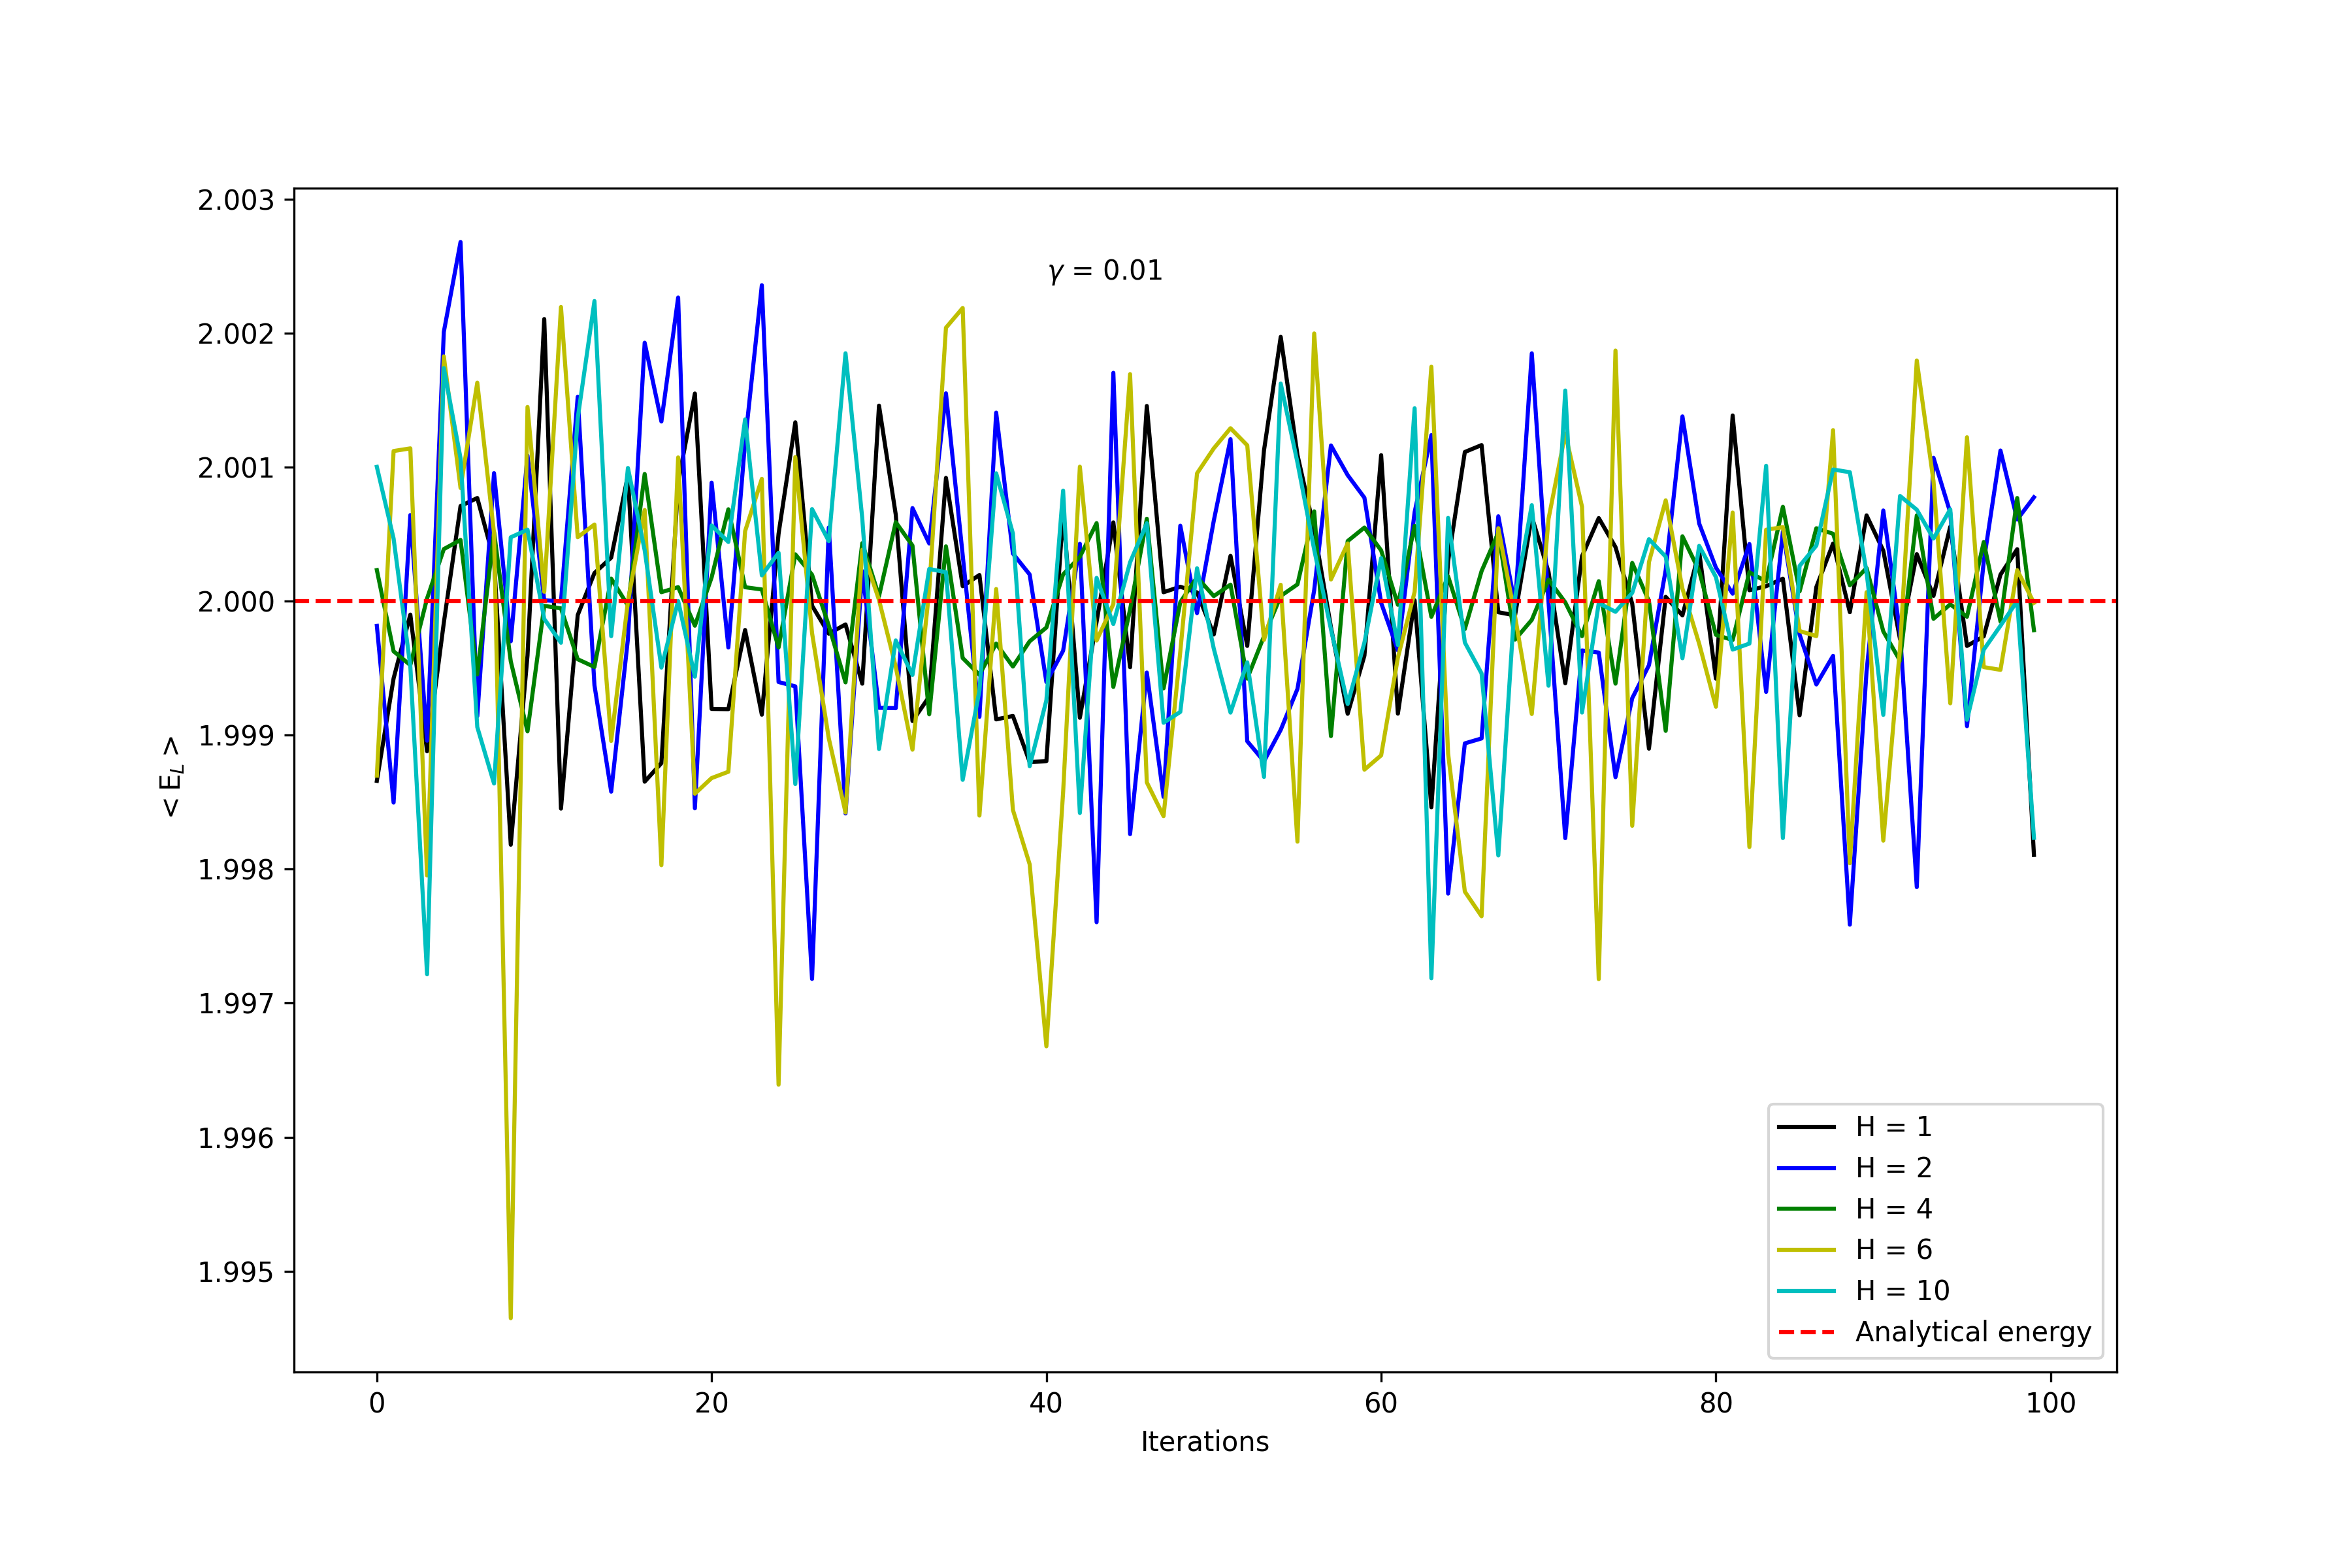 γ = 0.01
2.003
2.002
2.001
2.000
1.999
1.998
1.997
1.996
1.995
< E_L >
0 20 40 60 80 100
Iterations
H = 1
H = 2
H = 4
H = 6
H = 10
Analytical energy